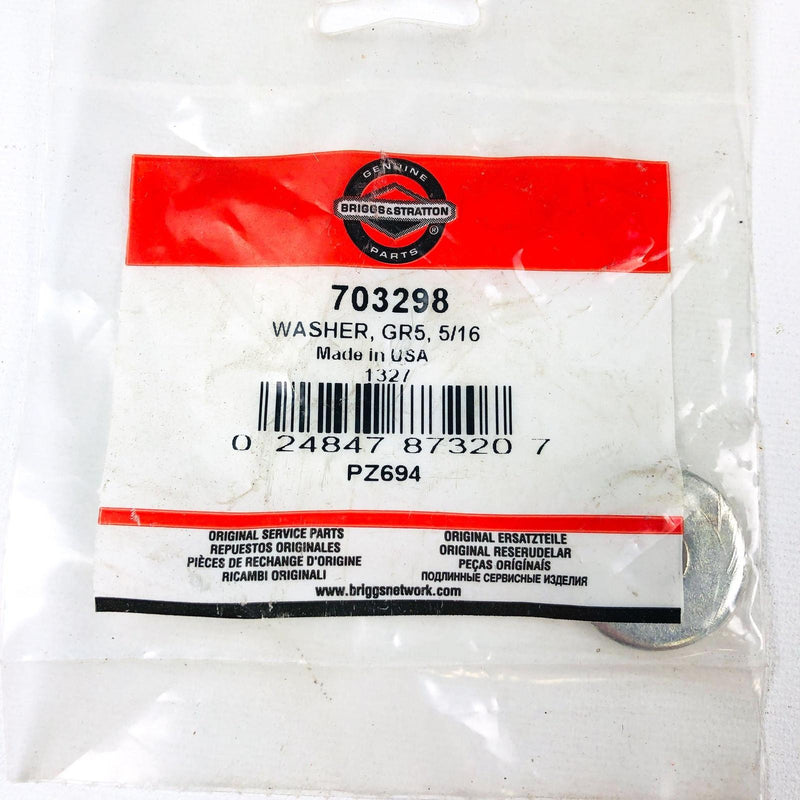 GENUINE
BRIGGS&STRATTON
®
PARTS
703298
WASHER, GR5, 5/16
Made in USA
1327
0 24847 87320 7
PZ694
ORIGINAL SERVICE PARTS
REPUESTOS ORIGINALES
PIÈCES DE RECHANGE D'ORIGINE
RICAMBI ORIGINALI
ORIGINAL ERSATZTEILE
ORIGINAL RESERUDELAR
PEÇAS ORIGÍNAIS
ПОДЛИННЫЕ СЕРВИСНЫЕ ИЗДЕЛИЯ
www.briggsnetwork.com